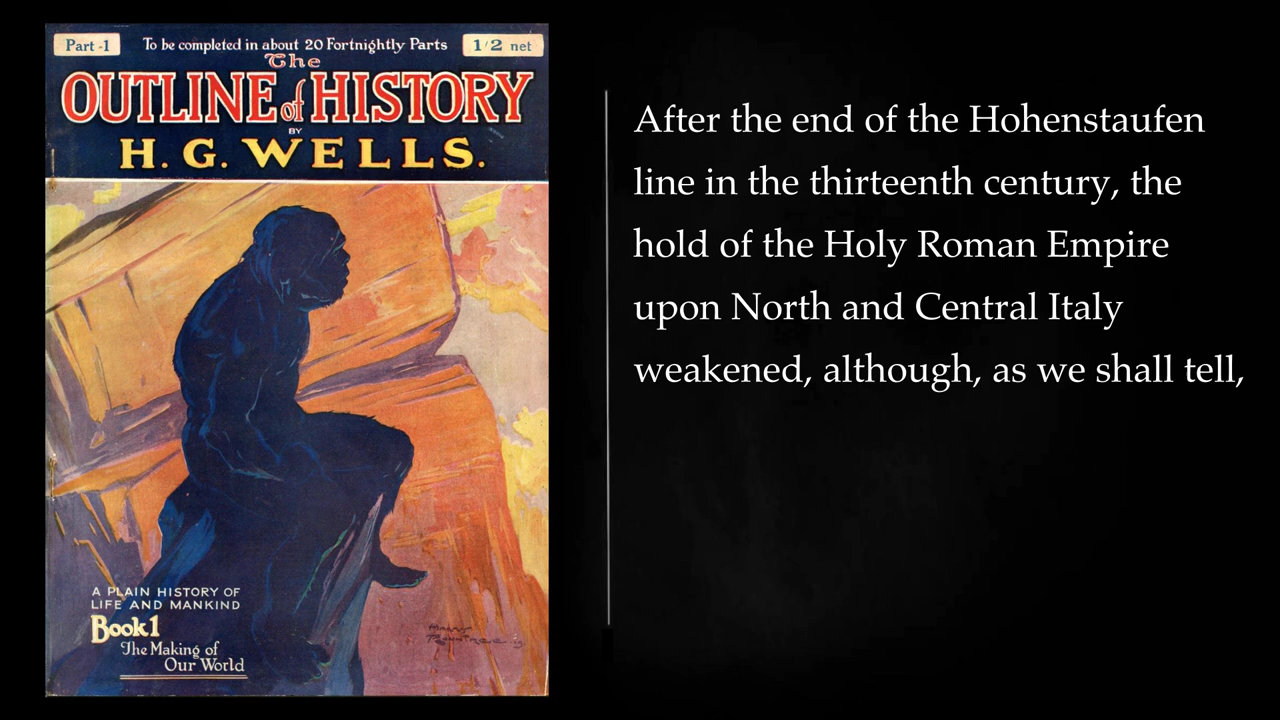 Part -1
To be completed in about 20 Fortnightly Parts
1/2 net
The
OUTLINE of HISTORY
BY
H. G. WELLS.
A PLAIN HISTORY OF
LIFE AND MANKIND
Book 1
The Making of
Our World
After the end of the Hohenstaufen
line in the thirteenth century, the
hold of the Holy Roman Empire
upon North and Central Italy
weakened, although, as we shall tell,